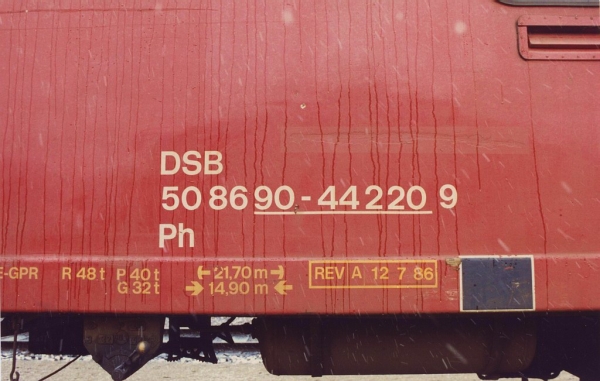 DSB
50 86 90-44 220 9
Ph
E-GPR R 48 t P 40 t ←21,70 m→ REV A 12 7 86
G 32 t →14,90 m←